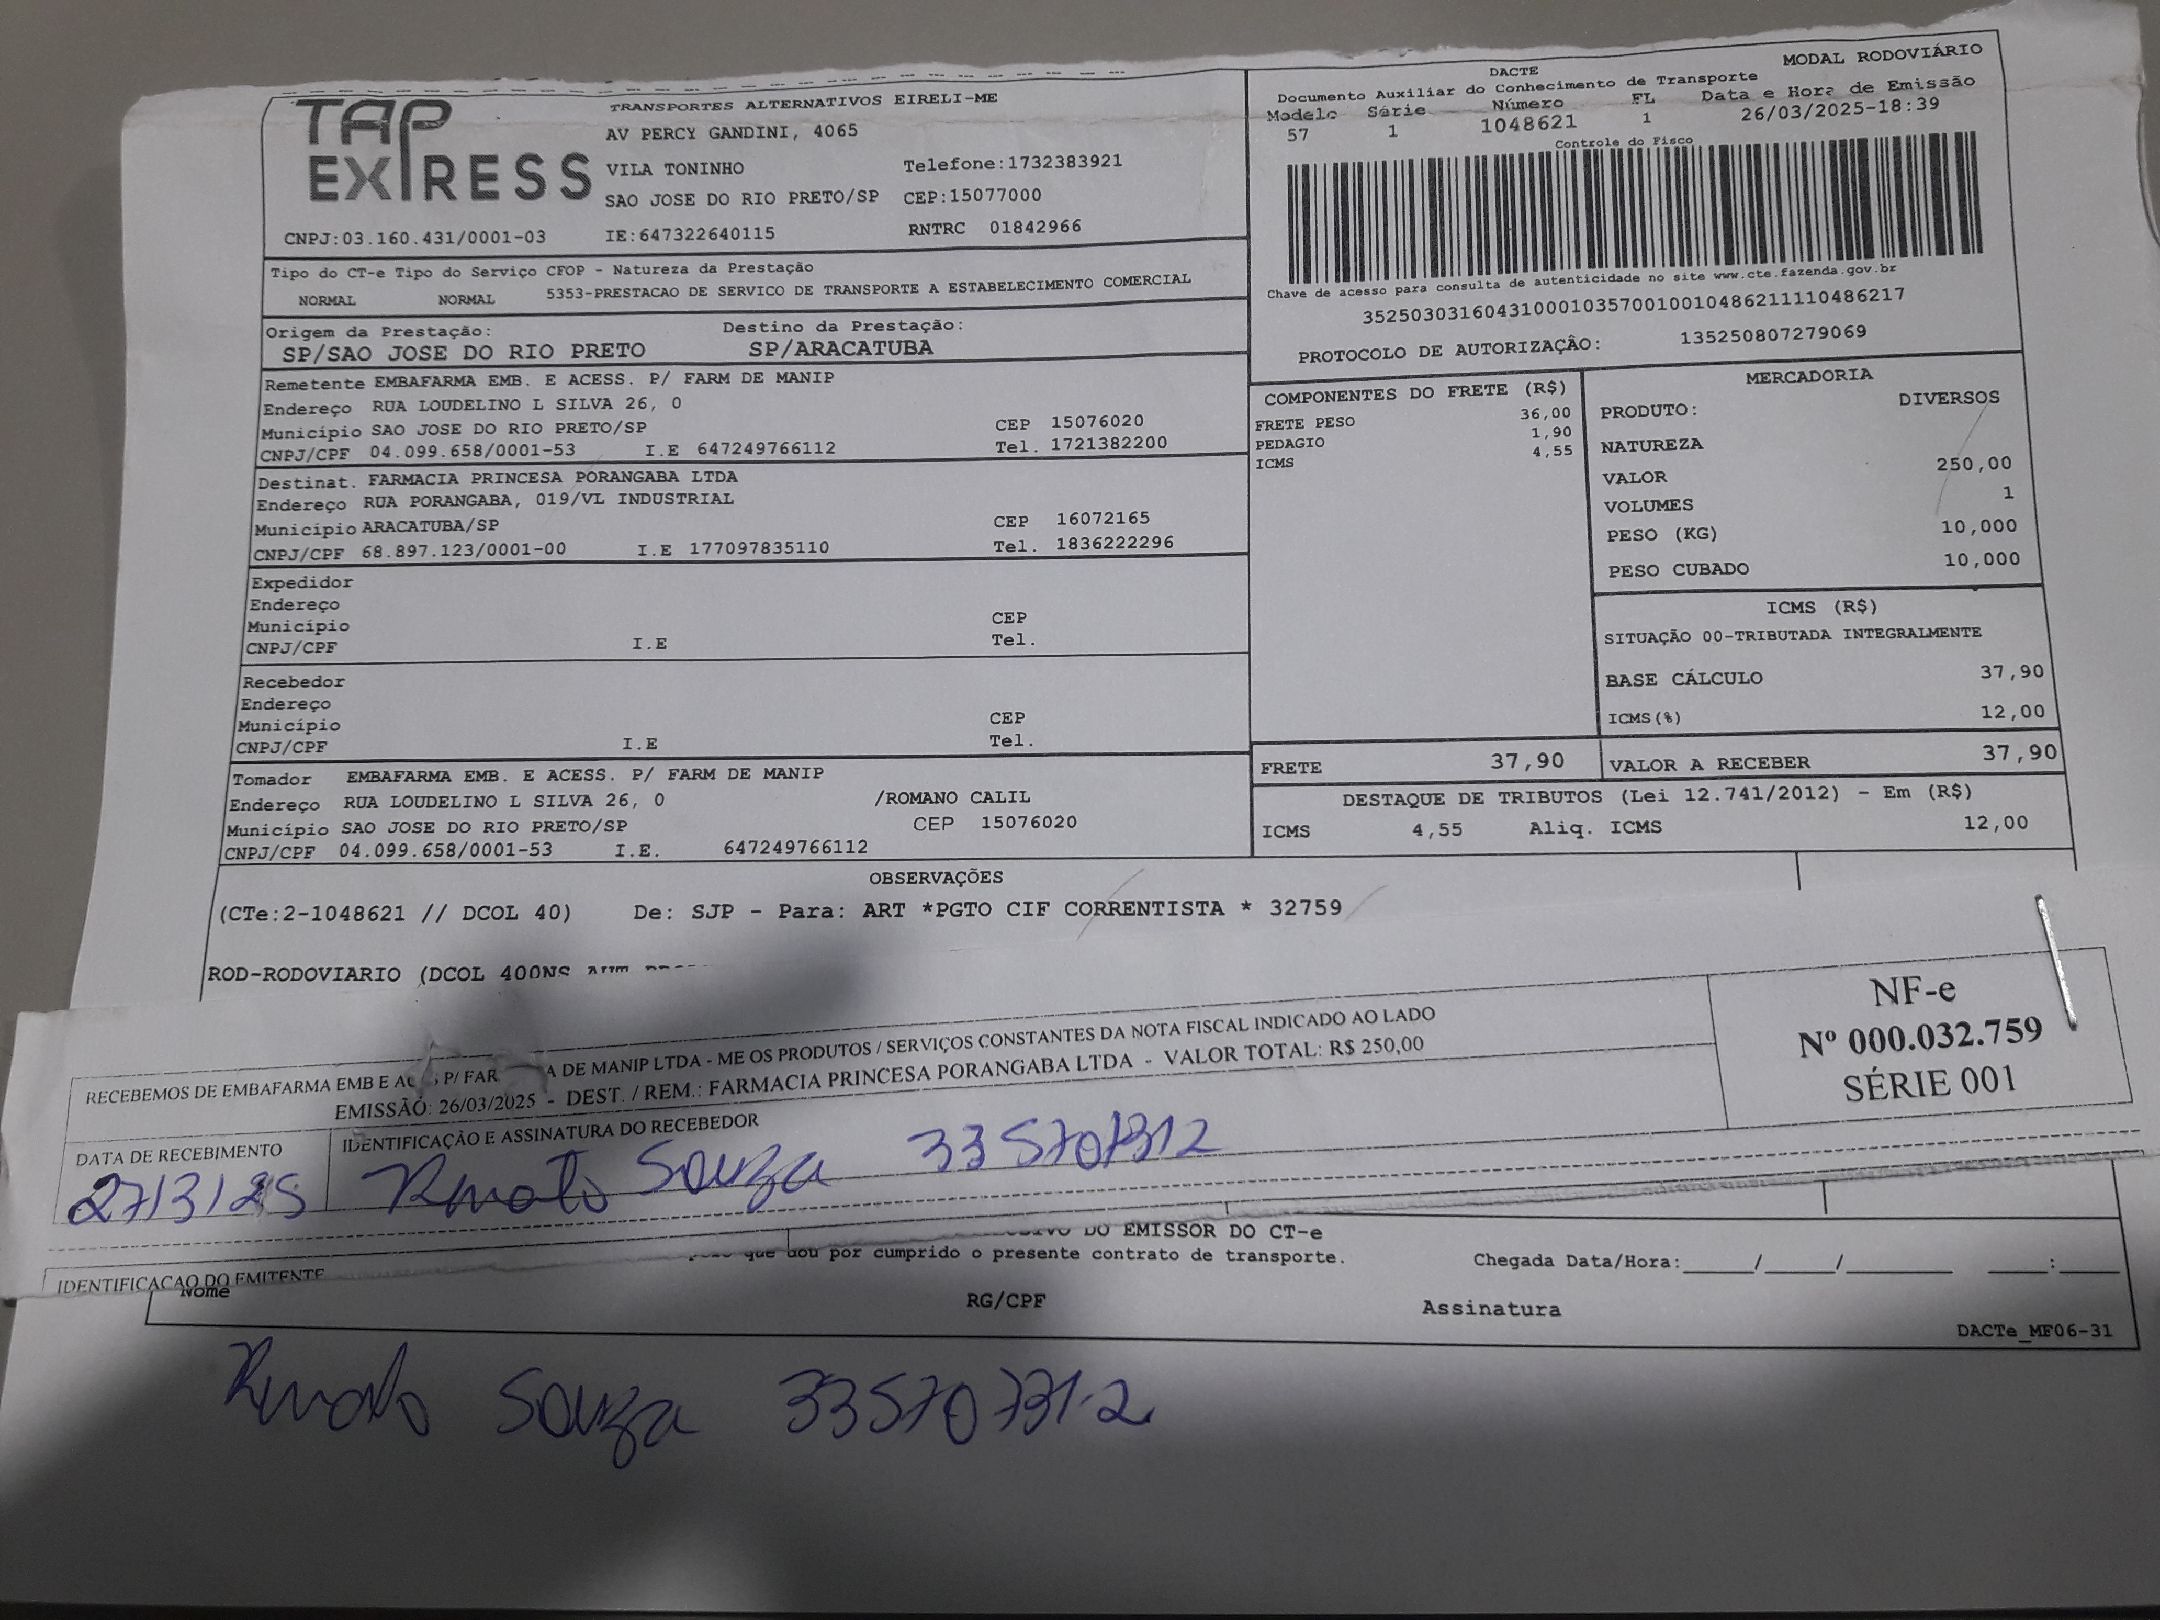 TAP EXPRESS
TRANSPORTES ALTERNATIVOS EIRELI-ME
AV PERCY GANDINI, 4065
VILA TONINHO Telefone:1732383921
SAO JOSE DO RIO PRETO/SP CEP:15077000
CNPJ:03.160.431/0001-03 IE:647322640115 RNTRC 01842966
MODAL RODOVIÁRIO
DACTE
Documento Auxiliar do Conhecimento de Transporte
Modelo Série Número FL Data e Hora de Emissão
57 1 1048621 1 26/03/2025-18:39
Controle do Fisco
Chave de acesso para consulta de autenticidade no site www.cte.fazenda.gov.br
35250303160431000103570010010486211110486217
PROTOCOLO DE AUTORIZAÇÃO: 135250807279069
Tipo do CT-e Tipo do Serviço CFOP - Natureza da Prestação
NORMAL NORMAL 5353-PRESTACAO DE SERVICO DE TRANSPORTE A ESTABELECIMENTO COMERCIAL
Origem da Prestação: Destino da Prestação:
SP/SAO JOSE DO RIO PRETO SP/ARACATUBA
Remetente EMBAFARMA EMB. E ACESS. P/ FARM DE MANIP
Endereço RUA LOUDELINO L SILVA 26, 0
Município SAO JOSE DO RIO PRETO/SP CEP 15076020
CNPJ/CPF 04.099.658/0001-53 I.E 647249766112 Tel. 1721382200
Destinat. FARMACIA PRINCESA PORANGABA LTDA
Endereço RUA PORANGABA, 019/VL INDUSTRIAL
Município ARACATUBA/SP CEP 16072165
CNPJ/CPF 68.897.123/0001-00 I.E 177097835110 Tel. 1836222296
Expedidor
Endereço
Município CEP
CNPJ/CPF I.E Tel.
Recebedor
Endereço
Município CEP
CNPJ/CPF I.E Tel.
Tomador EMBAFARMA EMB. E ACESS. P/ FARM DE MANIP
Endereço RUA LOUDELINO L SILVA 26, 0 /ROMANO CALIL
Município SAO JOSE DO RIO PRETO/SP CEP 15076020
CNPJ/CPF 04.099.658/0001-53 I.E. 647249766112
COMPONENTES DO FRETE (R$)
FRETE PESO 36,00
PEDAGIO 1,90
ICMS 4,55
MERCADORIA
PRODUTO: DIVERSOS
NATUREZA
VALOR 250,00
VOLUMES 1
PESO (KG) 10,000
PESO CUBADO 10,000
ICMS (R$)
SITUAÇÃO 00-TRIBUTADA INTEGRALMENTE
BASE CÁLCULO 37,90
ICMS(%) 12,00
FRETE 37,90 VALOR A RECEBER 37,90
DESTAQUE DE TRIBUTOS (Lei 12.741/2012) - Em (R$)
ICMS 4,55 Aliq. ICMS 12,00
OBSERVAÇÕES
(CTe:2-1048621 // DCOL 40) De: SJP - Para: ART *PGTO CIF CORRENTISTA * 32759
ROD-RODOVIARIO (DCOL 400NS
RECEBEMOS DE EMBAFARMA EMB E P/ DE MANIP LTDA - ME OS PRODUTOS / SERVIÇOS CONSTANTES DA NOTA FISCAL INDICADO AO LADO
EMISSÃO: 26/03/2025 - DEST. / REM.: FARMACIA PRINCESA PORANGABA LTDA - VALOR TOTAL: R$ 250,00
NF-e
Nº 000.032.759
SÉRIE 001
DATA DE RECEBIMENTO IDENTIFICAÇÃO E ASSINATURA DO RECEBEDOR
27/3/25 Renato Souza 335707312
DO EMISSOR DO CT-e
que dou por cumprido o presente contrato de transporte. Chegada Data/Hora:_____/_____/________ ____:____
IDENTIFICACAO DO EMITENTE
Nome RG/CPF Assinatura
DACTe_MF06-31
Renato Souza 335707312